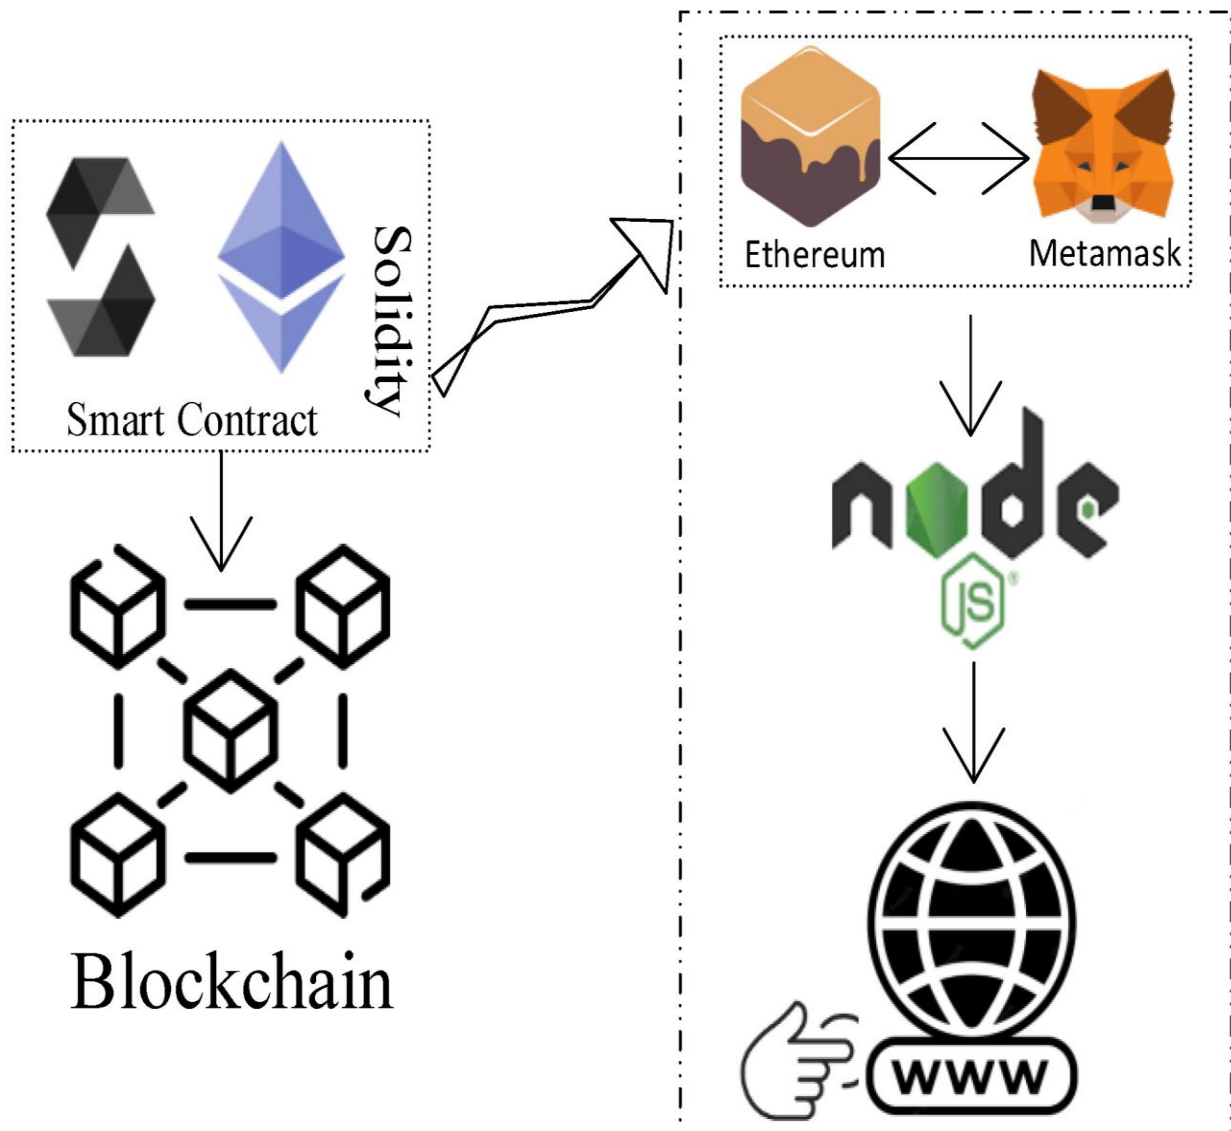 Smart Contract
Solidity
Blockchain
Ethereum
Metamask
node
JS®
WWW